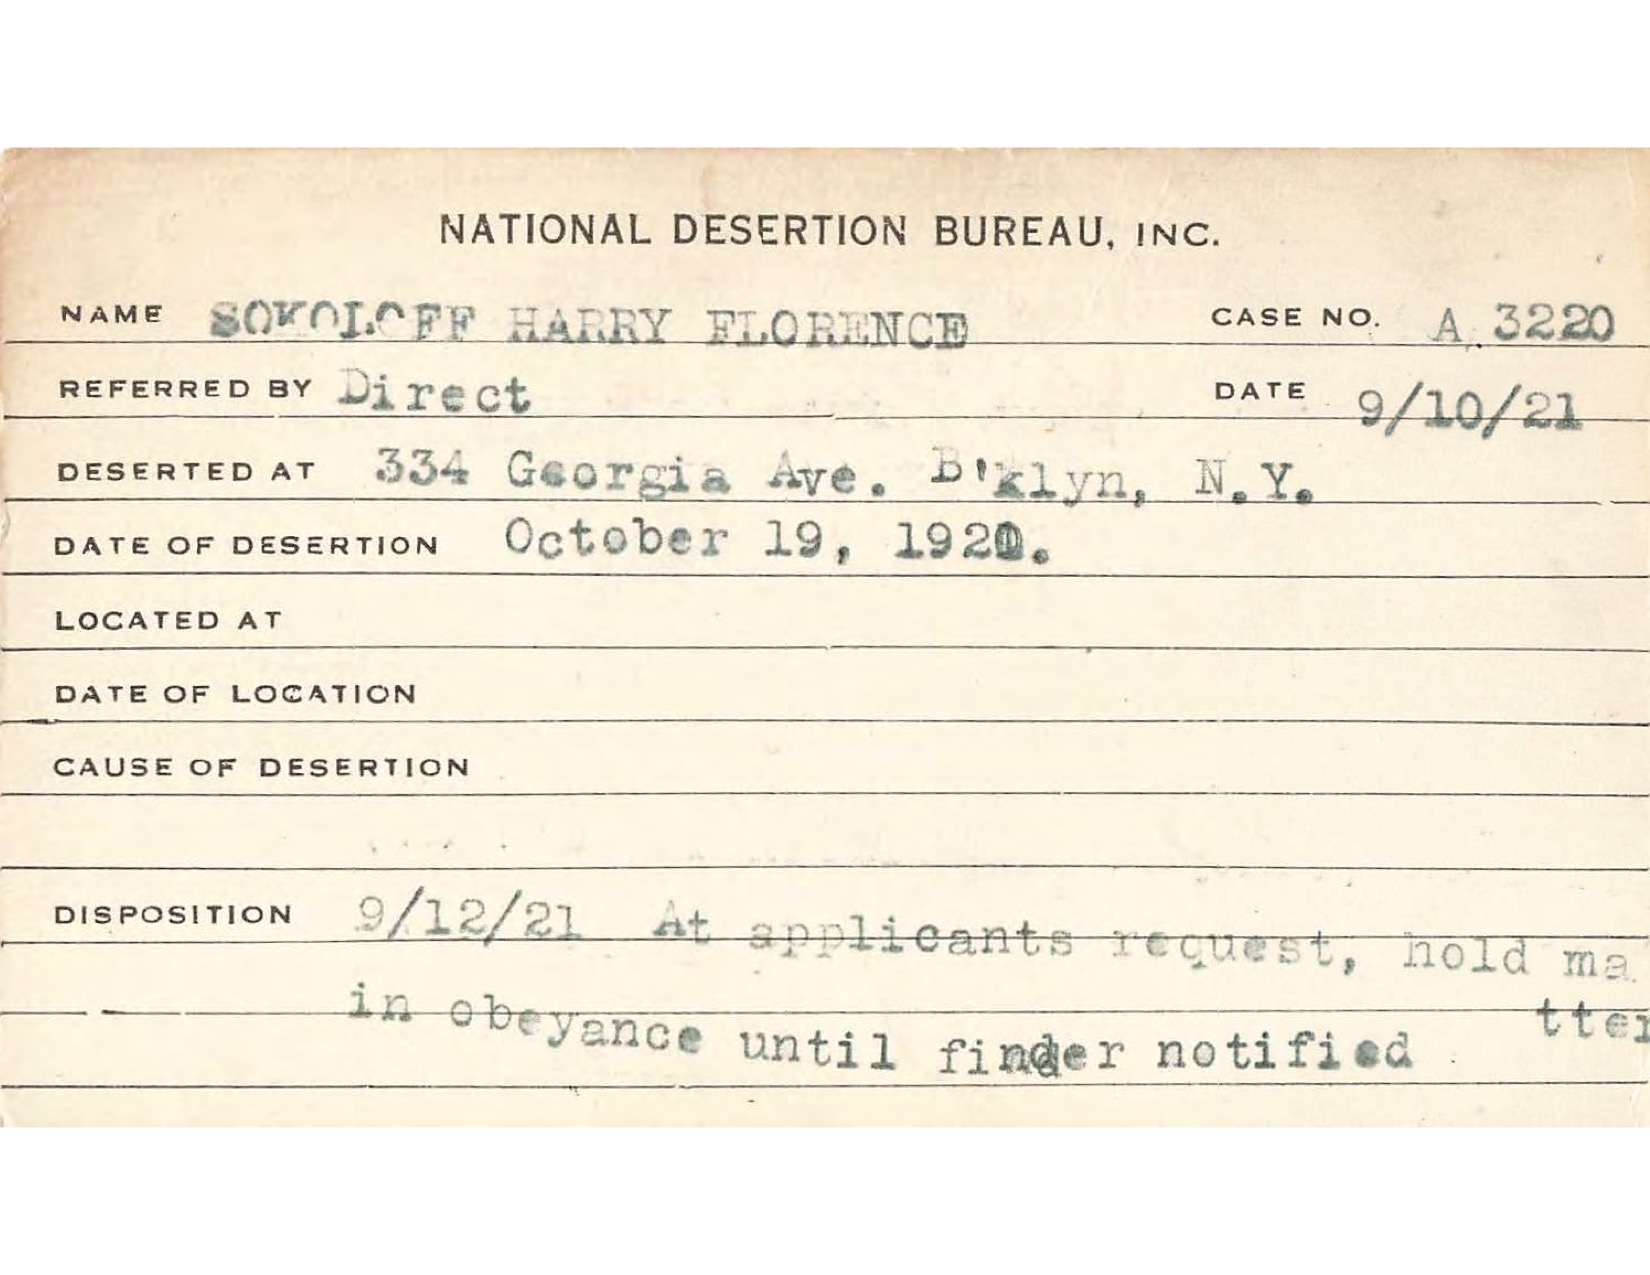 NATIONAL DESERTION BUREAU, INC.
NAME SOKOLOFF HARRY FLORENCE CASE NO. A 3220
REFERRED BY Direct DATE 9/10/21
DESERTED AT 334 Georgia Ave. B'klyn, N.Y.
DATE OF DESERTION October 19, 1920.
LOCATED AT
DATE OF LOCATION
CAUSE OF DESERTION
DISPOSITION 9/12/21 At applicants request, hold ma
tter
in obeyance until finder notified